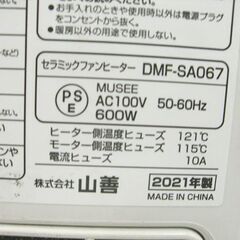 ●お手入れのときや使用時以外は、電源プラグ
をコンセントから抜く。
●暖房以外の用途に使用しない。
セラミックファンヒーター DMF-SA067
PSE
MUSEE
AC100V 50-60Hz
600W
ヒーター側温度ヒューズ 121℃
モーター側温度ヒューズ 115℃
電流ヒューズ 10A
株式会社 山善
2021年製
MADE IN CHINA